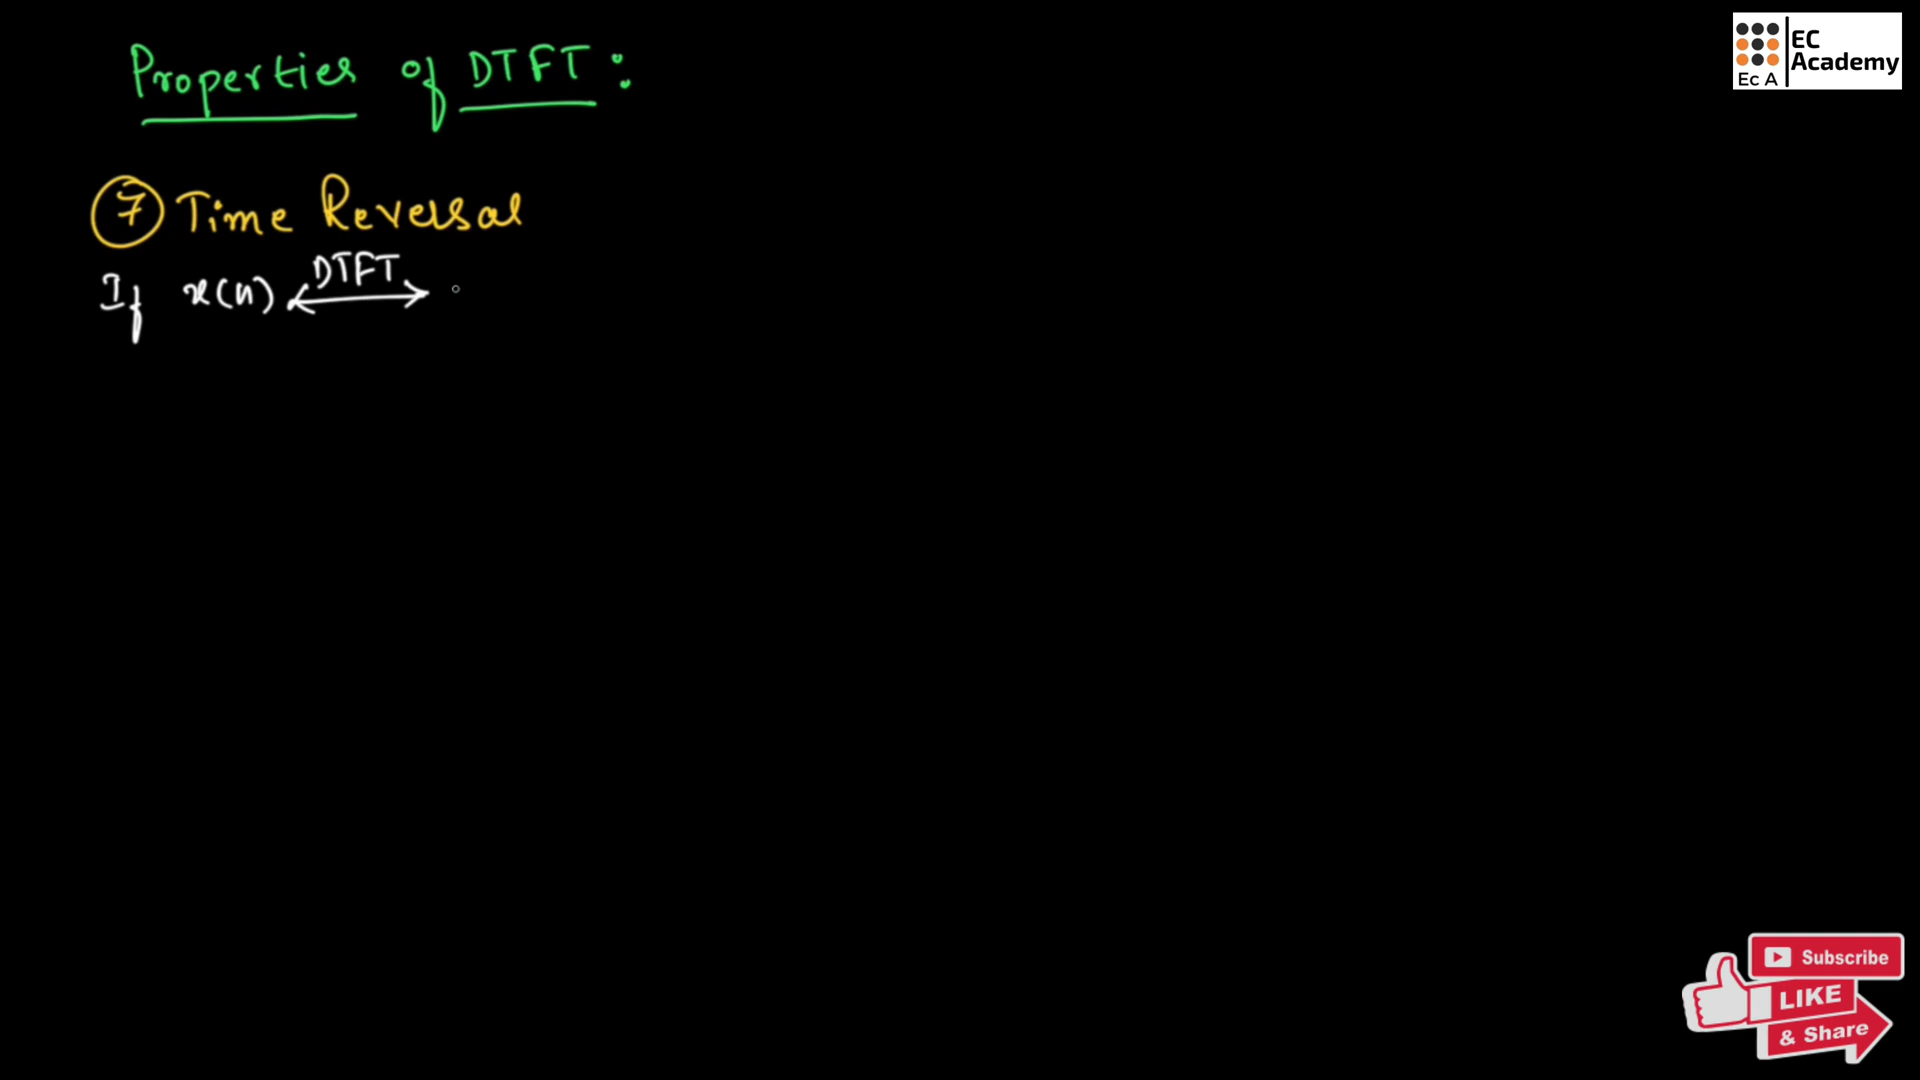 Properties of DTFT:
EC Academy
Ec A
7 Time Reversal
If x(n) <-DTFT->
Subscribe
LIKE
& Share